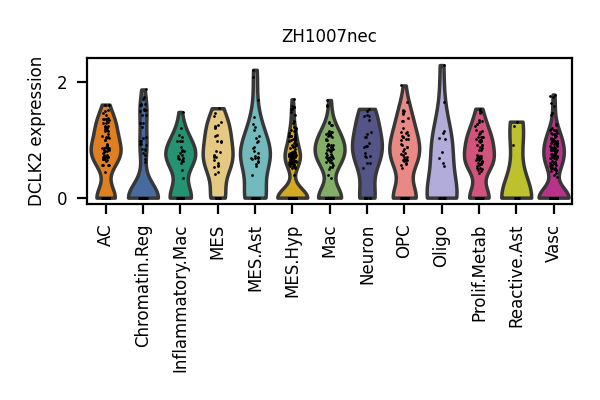 ZH1007nec
DCLK2 expression
2
0
AC
Chromatin.Reg
Inflammatory.Mac
MES
MES.Ast
MES.Hyp
Mac
Neuron
OPC
Oligo
Prolif.Metab
Reactive.Ast
Vasc